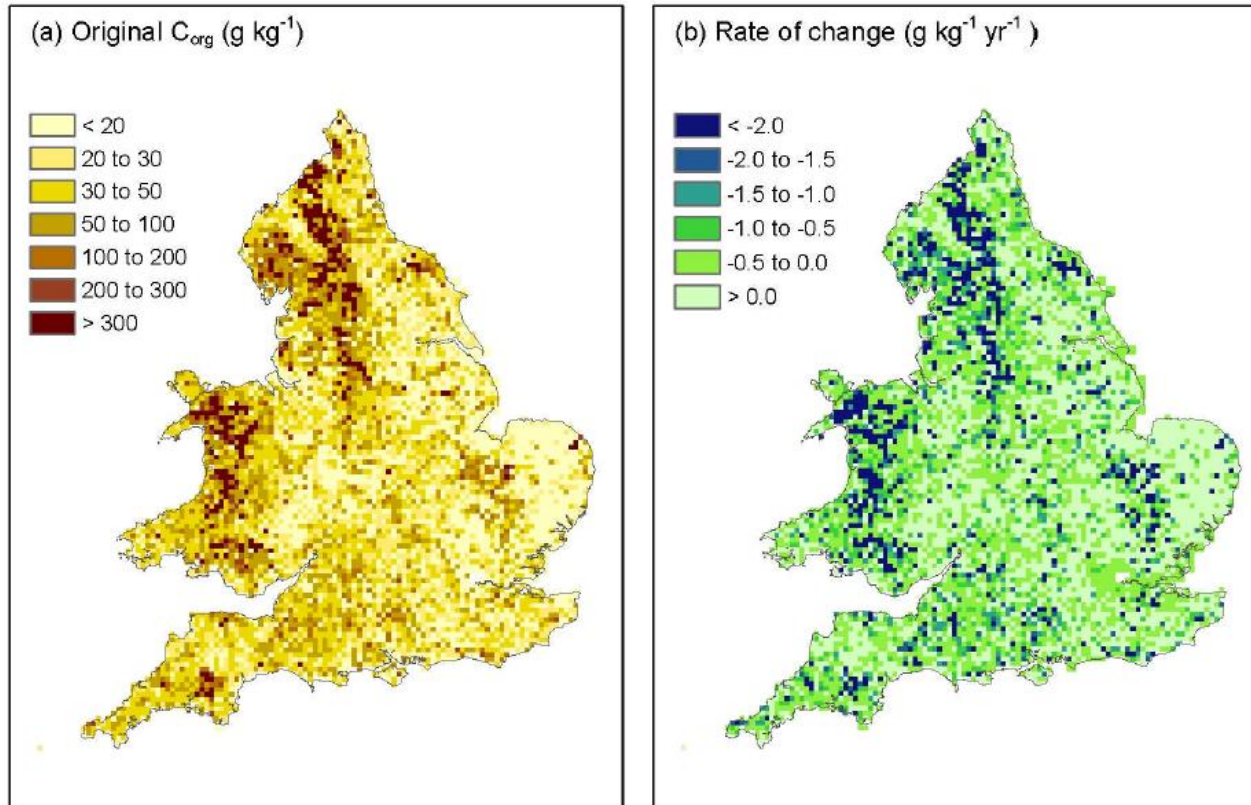 (a) Original C_org (g kg⁻¹)
< 20
20 to 30
30 to 50
50 to 100
100 to 200
200 to 300
> 300
(b) Rate of change (g kg⁻¹ yr⁻¹ )
< -2.0
-2.0 to -1.5
-1.5 to -1.0
-1.0 to -0.5
-0.5 to 0.0
> 0.0